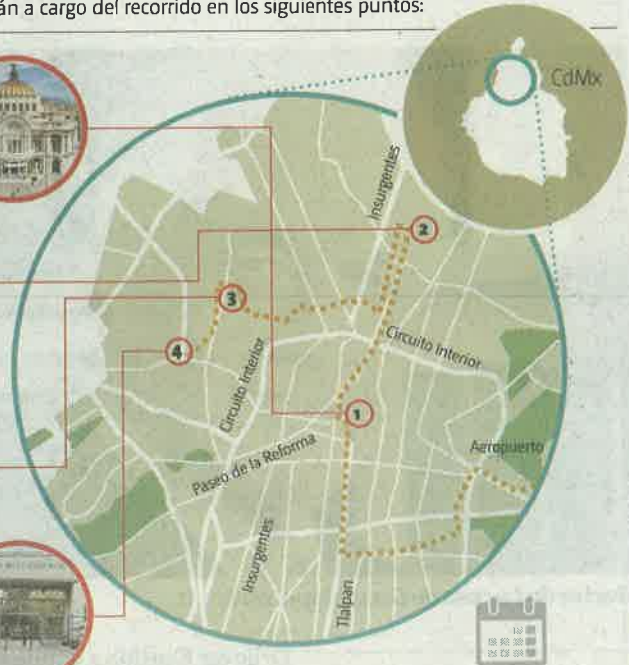 án a cargo del recorrido en los siguientes puntos:
CdMx
Insurgentes
2
3
4
Circuito Interior
Circuito Interior
1
Aeropuerto
Paseo de la Reforma
Insurgentes
Tlalpan